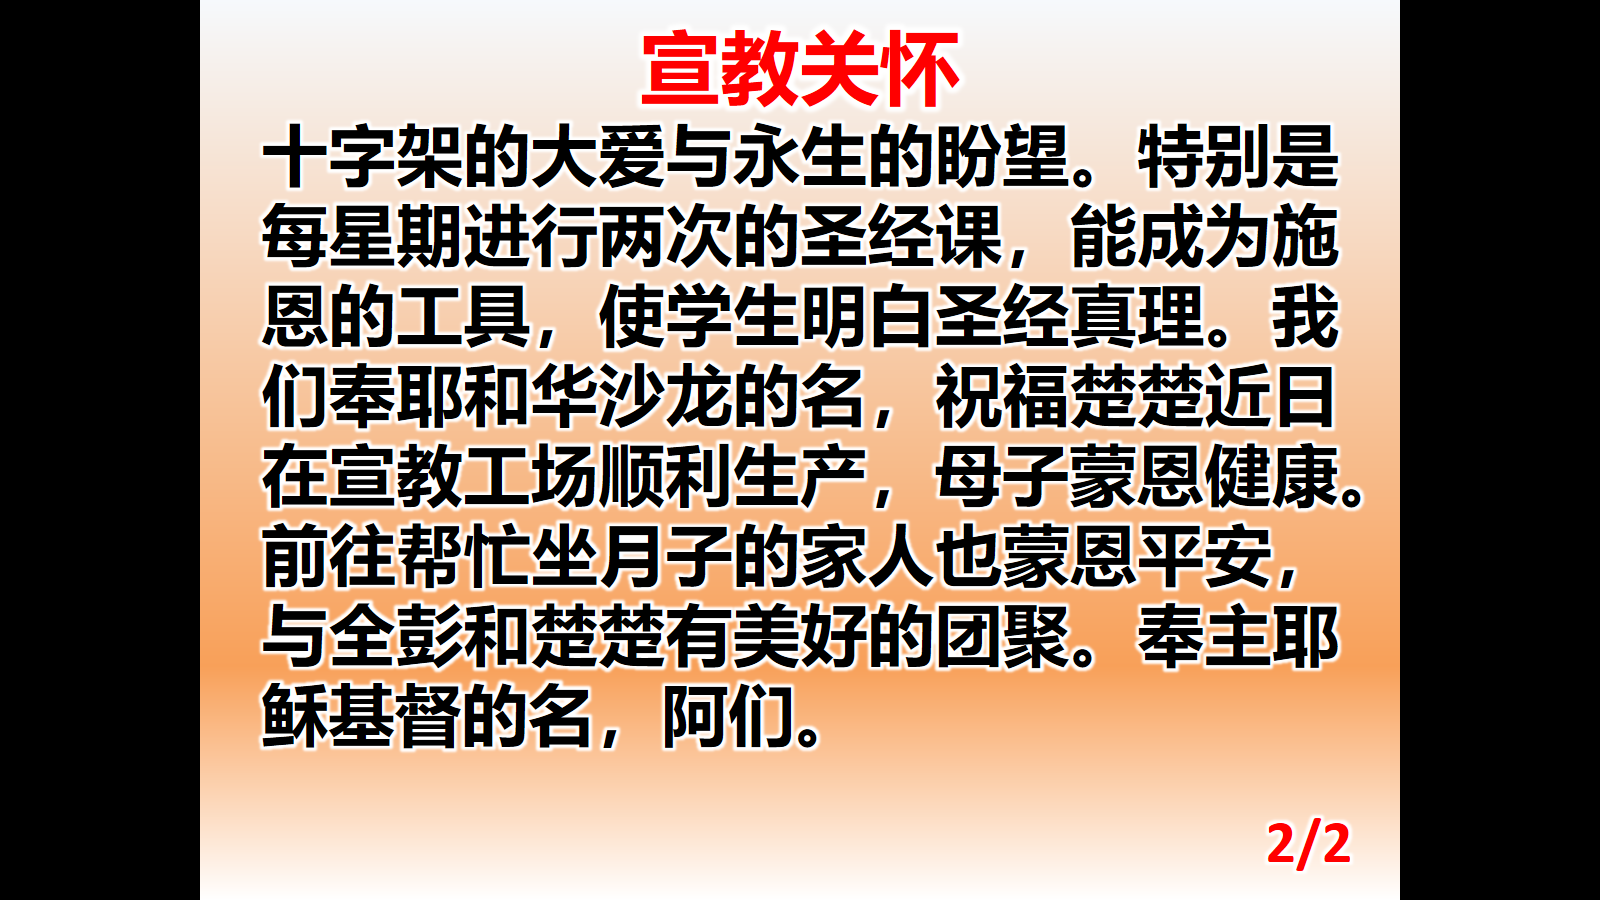 宣教关怀
十字架的大爱与永生的盼望。特别是
每星期进行两次的圣经课，能成为施
恩的工具，使学生明白圣经真理。我
们奉耶和华沙龙的名，祝福楚楚近日
在宣教工场顺利生产，母子蒙恩健康。
前往帮忙坐月子的家人也蒙恩平安，
与全彭和楚楚有美好的团聚。奉主耶
稣基督的名，阿们。
2/2